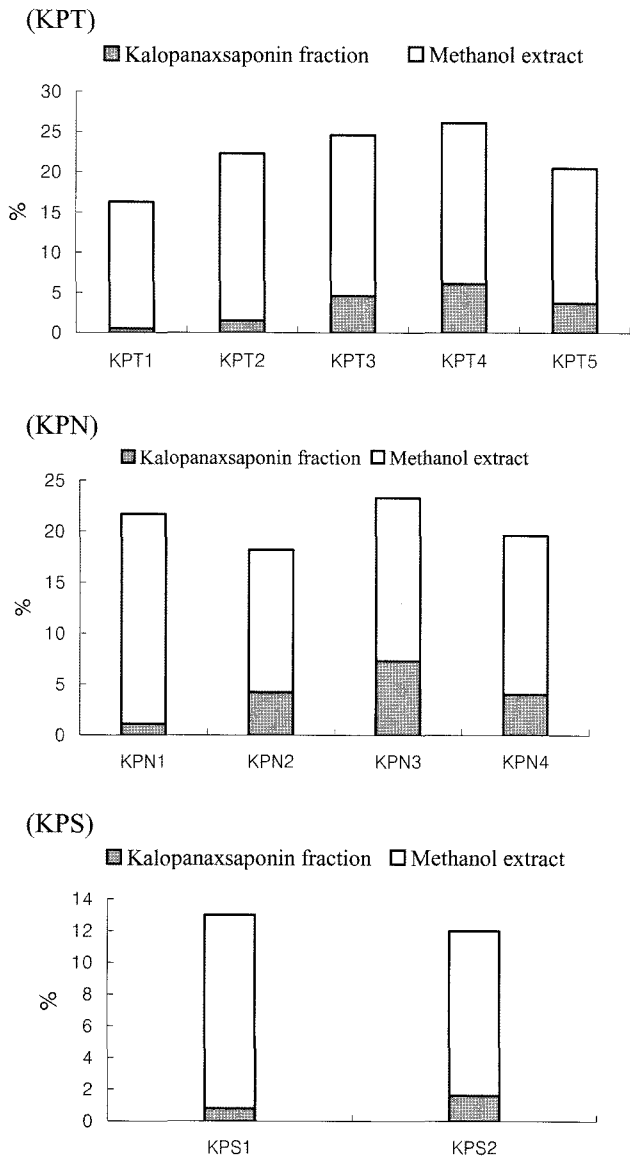 (KPT)
Kalopanaxsaponin fraction Methanol extract
30
25
20
15
10
5
0
%
KPT1 KPT2 KPT3 KPT4 KPT5
(KPN)
Kalopanaxsaponin fraction Methanol extract
25
20
15
10
5
0
%
KPN1 KPN2 KPN3 KPN4
(KPS)
Kalopanaxsaponin fraction Methanol extract
14
12
10
8
6
4
2
0
%
KPS1 KPS2